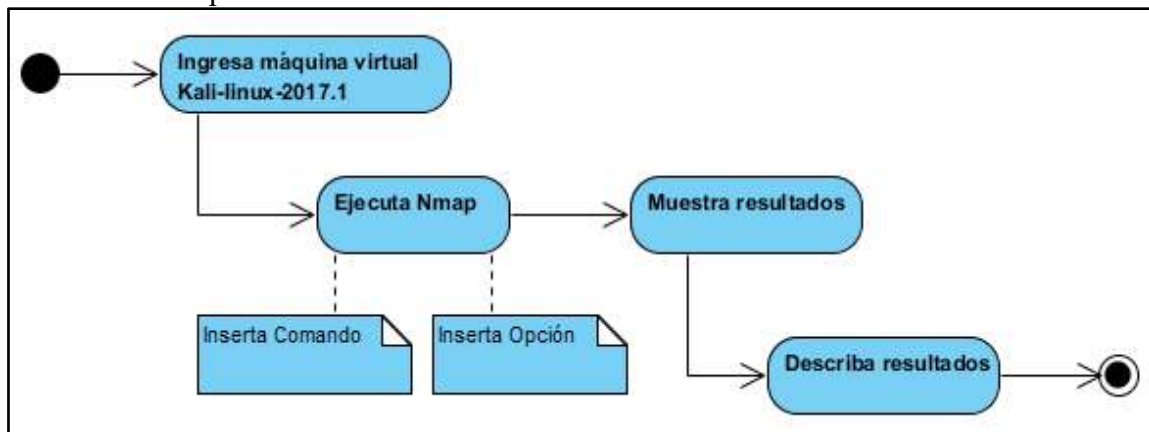 Ingresa máquina virtual
Kali-linux-2017.1
Ejecuta Nmap
Muestra resultados
Inserta Comando
Inserta Opción
Describa resultados